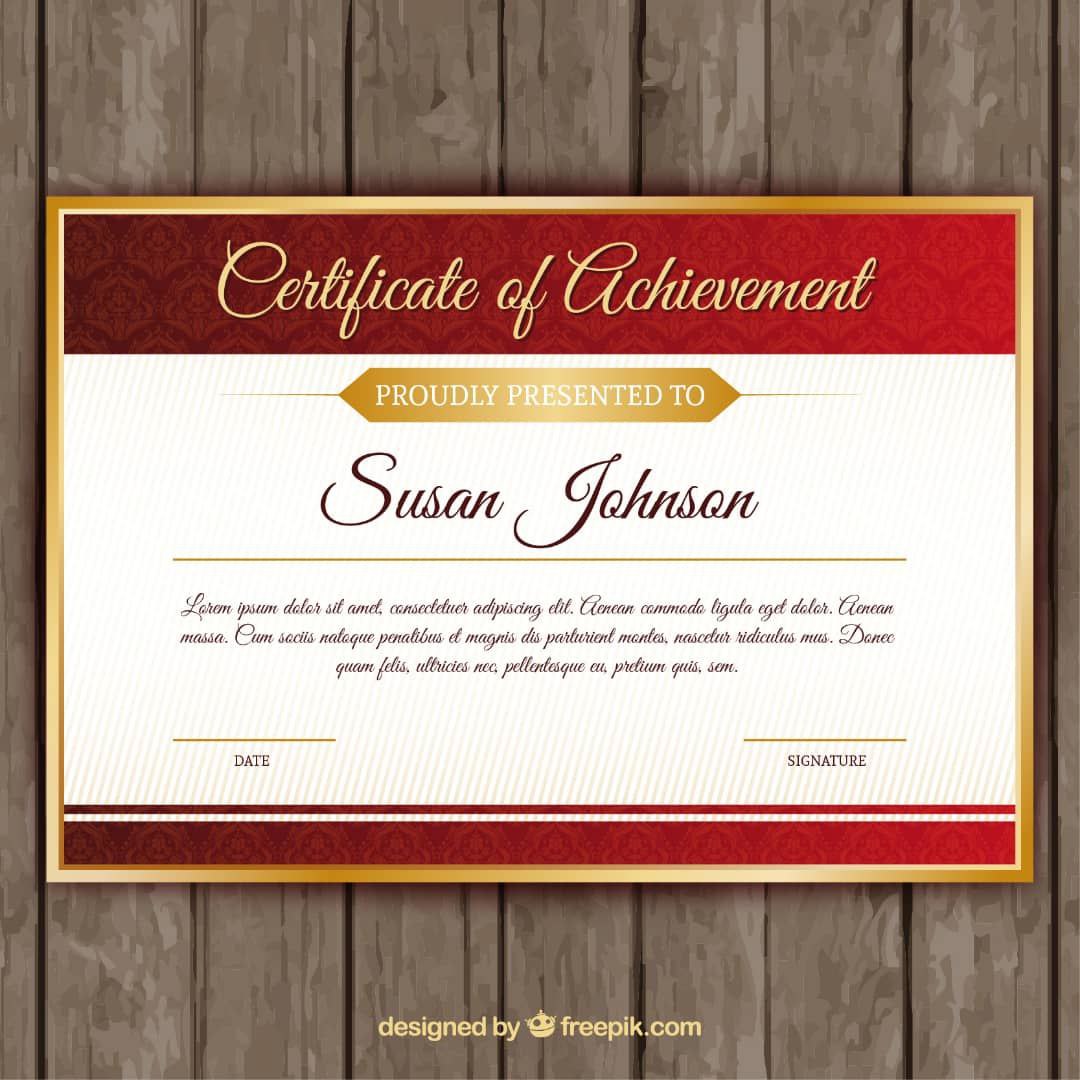 Certificate of Achievement
PROUDLY PRESENTED TO
Susan Johnson
Lorem ipsum dolor sit amet, consectetuer adipiscing elit. Aenean commodo ligula eget dolor. Aenean
massa. Cum sociis natoque penatibus et magnis dis parturient montes, nascetur ridiculus mus. Donec
quam felis, ultricies nec, pellentesque eu, pretium quis, sem.
DATE
SIGNATURE
designed by freepik.com